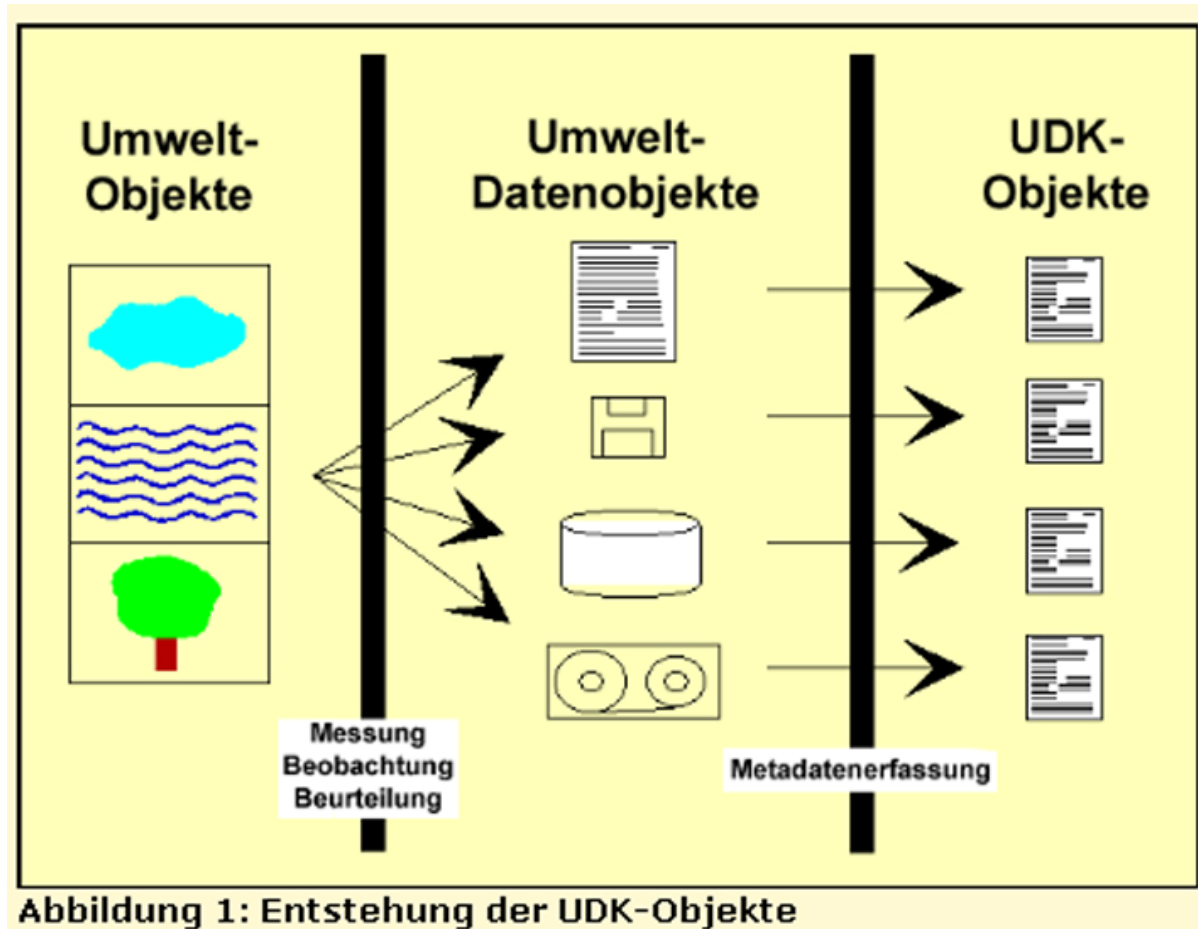 Umwelt-
Objekte
Umwelt-
Datenobjekte
UDK-
Objekte
Messung
Beobachtung
Beurteilung
Metadatenerfassung
Abbildung 1: Entstehung der UDK-Objekte